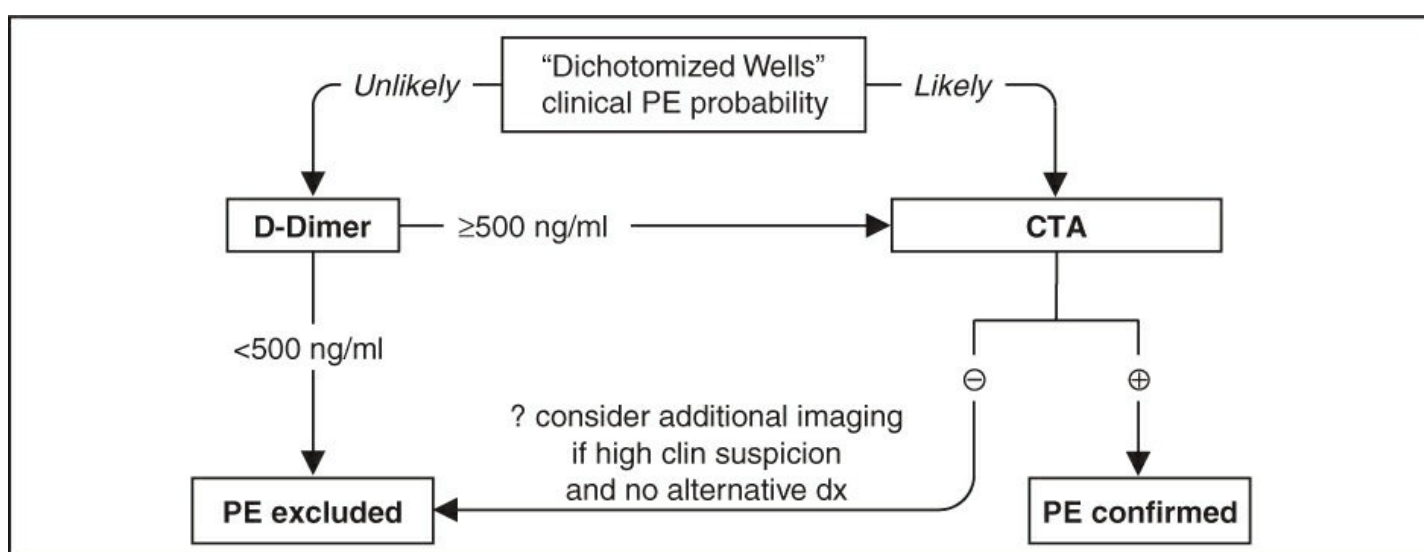 “Dichotomized Wells”
clinical PE probability
Unlikely
Likely
D-Dimer
≥500 ng/ml
CTA
<500 ng/ml
⊖
⊕
? consider additional imaging
if high clin suspicion
and no alternative dx
PE excluded
PE confirmed